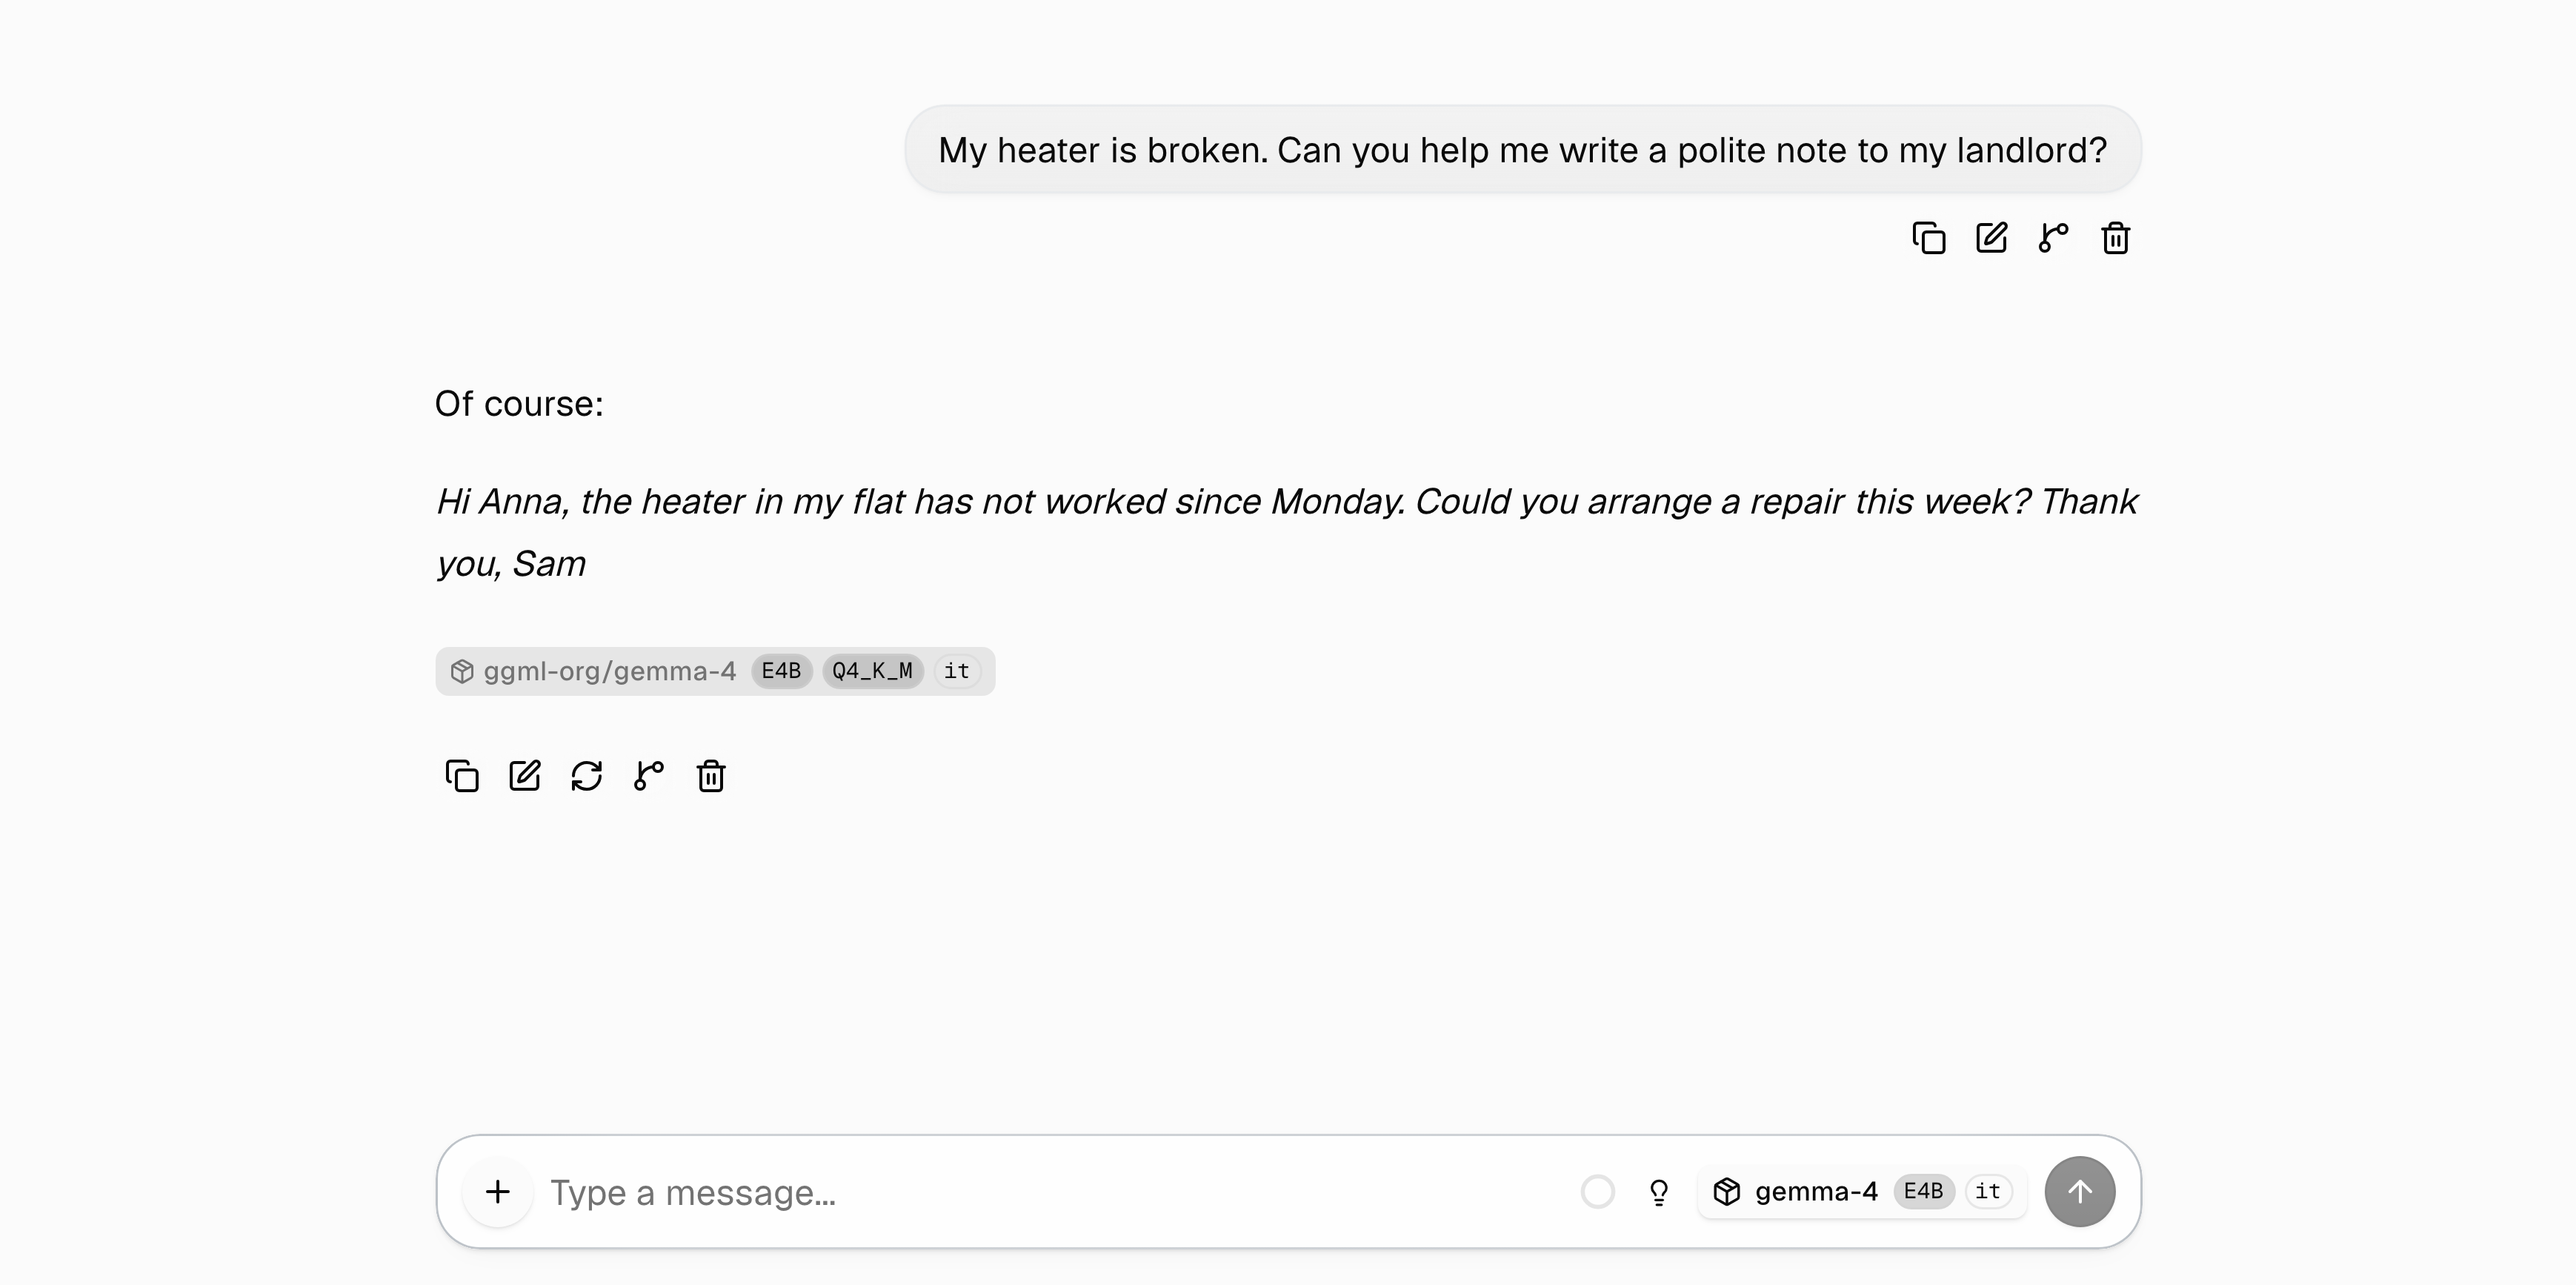 My heater is broken. Can you help me write a polite note to my landlord?
Of course:
Hi Anna, the heater in my flat has not worked since Monday. Could you arrange a repair this week? Thank
you, Sam
ggml-org/gemma-4 E4B Q4_K_M it
Type a message...
gemma-4 E4B it